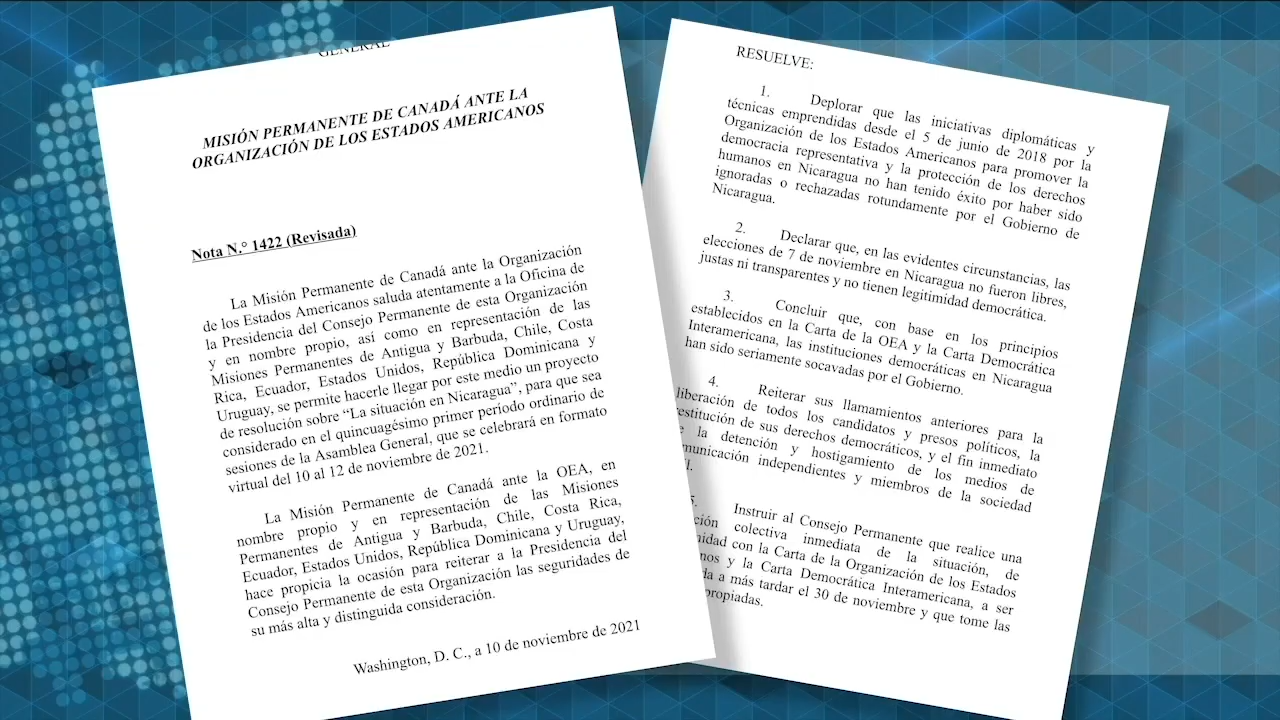 GENERAL
MISIÓN PERMANENTE DE CANADÁ ANTE LA
ORGANIZACIÓN DE LOS ESTADOS AMERICANOS
Nota N.° 1422 (Revisada)
La Misión Permanente de Canadá ante la Organización
de los Estados Americanos saluda atentamente a la Oficina de
la Presidencia del Consejo Permanente de esta Organización
y en nombre propio, así como en representación de las
Misiones Permanentes de Antigua y Barbuda, Chile, Costa
Rica, Ecuador, Estados Unidos, República Dominicana y
Uruguay, se permite hacerle llegar por este medio un proyecto
de resolución sobre “La situación en Nicaragua”, para que sea
considerado en el quincuagésimo primer período ordinario de
sesiones de la Asamblea General, que se celebrará en formato
virtual del 10 al 12 de noviembre de 2021.
La Misión Permanente de Canadá ante la OEA, en
nombre propio y en representación de las Misiones
Permanentes de Antigua y Barbuda, Chile, Costa Rica,
Ecuador, Estados Unidos, República Dominicana y Uruguay,
hace propicia la ocasión para reiterar a la Presidencia del
Consejo Permanente de esta Organización las seguridades de
su más alta y distinguida consideración.
Washington, D. C., a 10 de noviembre de 2021
RESUELVE:
1. Deplorar que las iniciativas diplomáticas y
técnicas emprendidas desde el 5 de junio de 2018 por la
Organización de los Estados Americanos para promover la
democracia representativa y la protección de los derechos
humanos en Nicaragua no han tenido éxito por haber sido
ignoradas o rechazadas rotundamente por el Gobierno de
Nicaragua.
2. Declarar que, en las evidentes circunstancias, las
elecciones de 7 de noviembre en Nicaragua no fueron libres,
justas ni transparentes y no tienen legitimidad democrática.
3. Concluir que, con base en los principios
establecidos en la Carta de la OEA y la Carta Democrática
Interamericana, las instituciones democráticas en Nicaragua
han sido seriamente socavadas por el Gobierno.
4. Reiterar sus llamamientos anteriores para la
liberación de todos los candidatos y presos políticos, la
restitución de sus derechos democráticos, y el fin inmediato
e la detención y hostigamiento de los medios de
municación independientes y miembros de la sociedad
l.
5. Instruir al Consejo Permanente que realice una
ción colectiva inmediata de la situación, de
nidad con la Carta de la Organización de los Estados
nos y la Carta Democrática Interamericana, a ser
da a más tardar el 30 de noviembre y que tome las
propiadas.